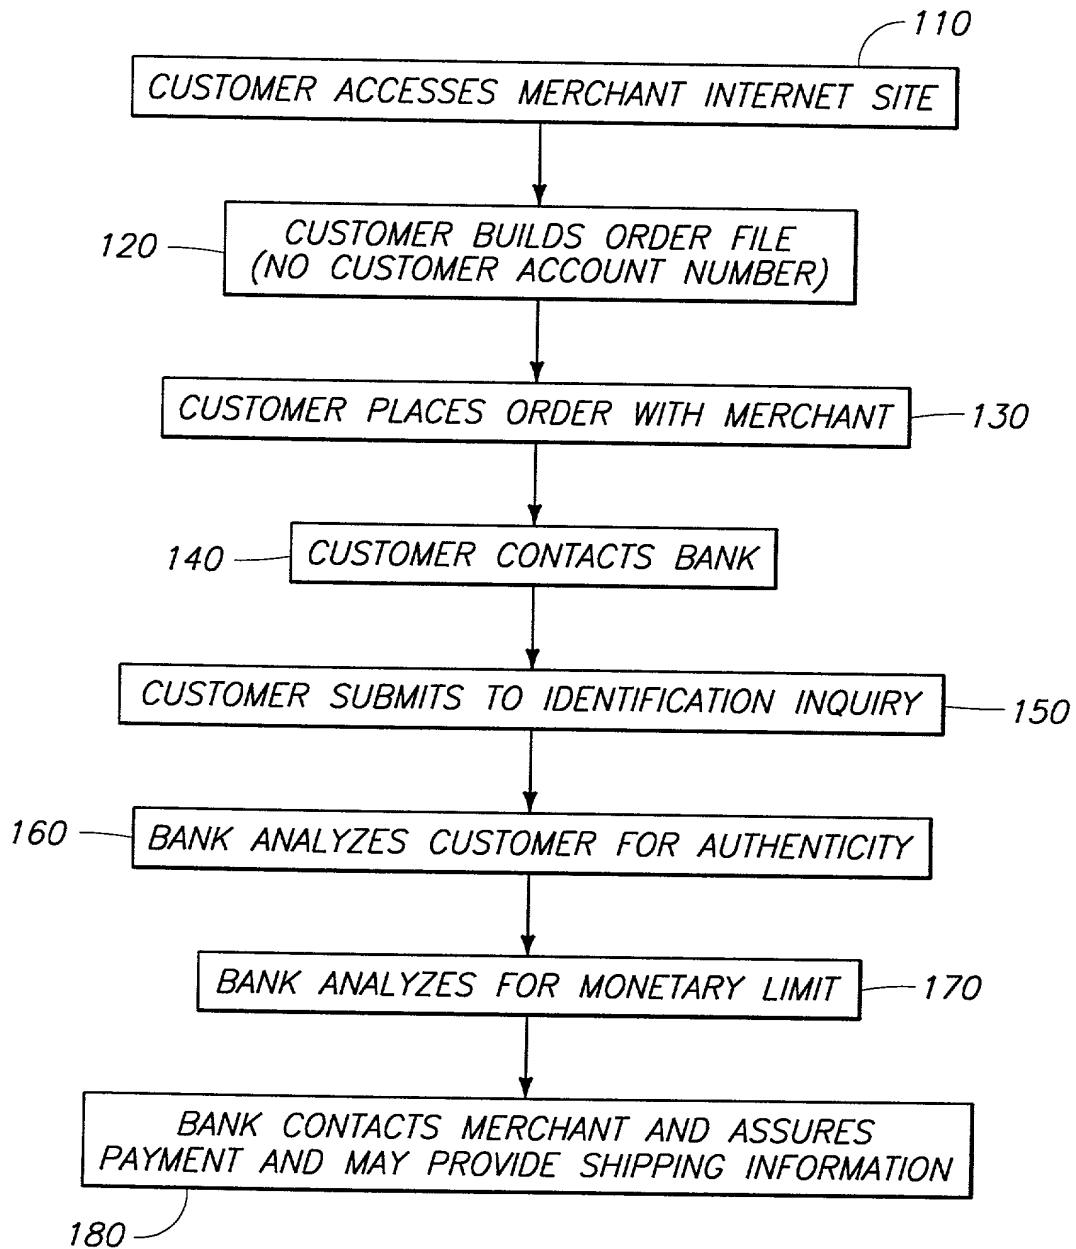 110
CUSTOMER ACCESSES MERCHANT INTERNET SITE
120
CUSTOMER BUILDS ORDER FILE
(NO CUSTOMER ACCOUNT NUMBER)
CUSTOMER PLACES ORDER WITH MERCHANT
130
140
CUSTOMER CONTACTS BANK
CUSTOMER SUBMITS TO IDENTIFICATION INQUIRY
150
160
BANK ANALYZES CUSTOMER FOR AUTHENTICITY
BANK ANALYZES FOR MONETARY LIMIT
170
BANK CONTACTS MERCHANT AND ASSURES
PAYMENT AND MAY PROVIDE SHIPPING INFORMATION
180